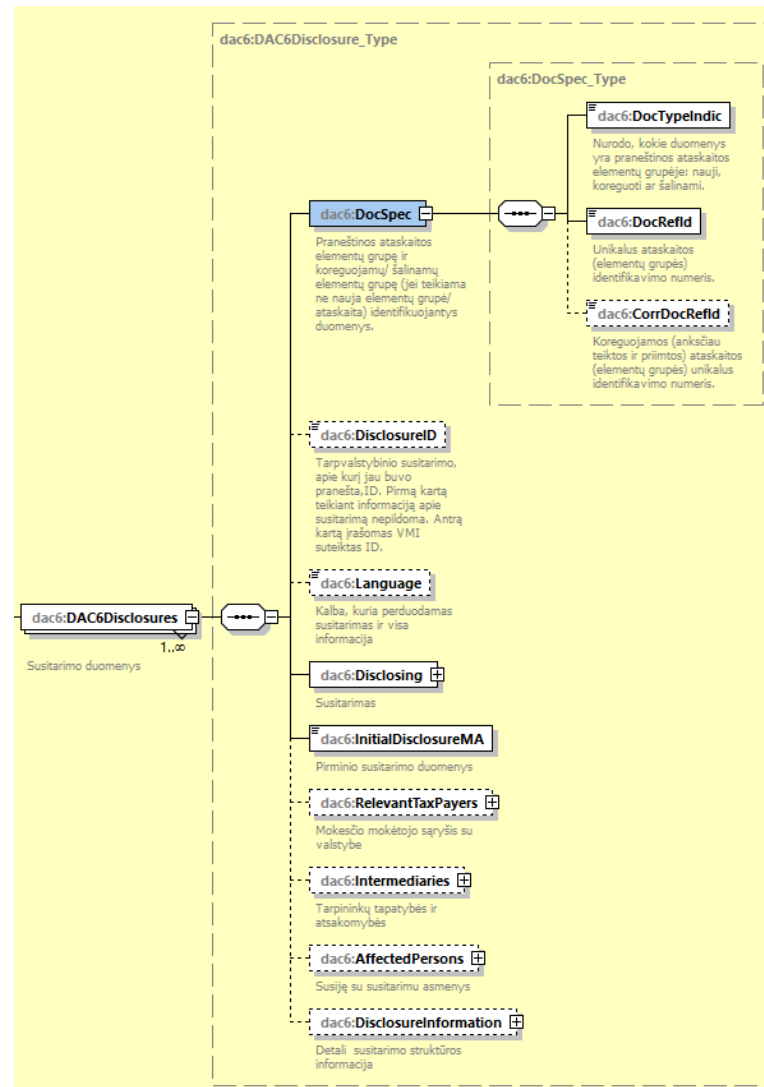 dac6:DAC6Disclosure_Type
dac6:DocSpec_Type
dac6:DocTypeIndic
Nurodo, kokie duomenys
yra praneštinos ataskaitos
elementų grupėje: nauji,
koreguoti ar šalinami.
dac6:DocSpec
Praneštinos ataskaitos
elementų grupę ir
koreguojamų/ šalinamų
elementų grupę (jei teikiama
ne nauja elementų grupė/
ataskaita) identifikuojantys
duomenys.
dac6:DocRefId
Unikalus ataskaitos
(elementų grupės)
identifikavimo numeris.
dac6:CorrDocRefId
Koreguojamos (anksčiau
teiktos ir priimtos) ataskaitos
(elementų grupės) unikalus
identifikavimo numeris.
dac6:DisclosureID
Tarpvalstybinio susitarimo,
apie kurį jau buvo
pranešta,ID. Pirmą kartą
teikiant informaciją apie
susitarimą nepildoma. Antrą
kartą įrašomas VMI
suteiktas ID.
dac6:Language
Kalba, kuria perduodamas
susitarimas ir visa
informacija
dac6:DAC6Disclosures
1..∞
Susitarimo duomenys
dac6:Disclosing
Susitarimas
dac6:InitialDisclosureMA
Pirminio susitarimo duomenys
dac6:RelevantTaxPayers
Mokesčio mokėtojo sąryšis su
valstybe
dac6:Intermediaries
Tarpininkų tapatybės ir
atsakomybės
dac6:AffectedPersons
Susiję su susitarimu asmenys
dac6:DisclosureInformation
Detali susitarimo struktūros
informacija